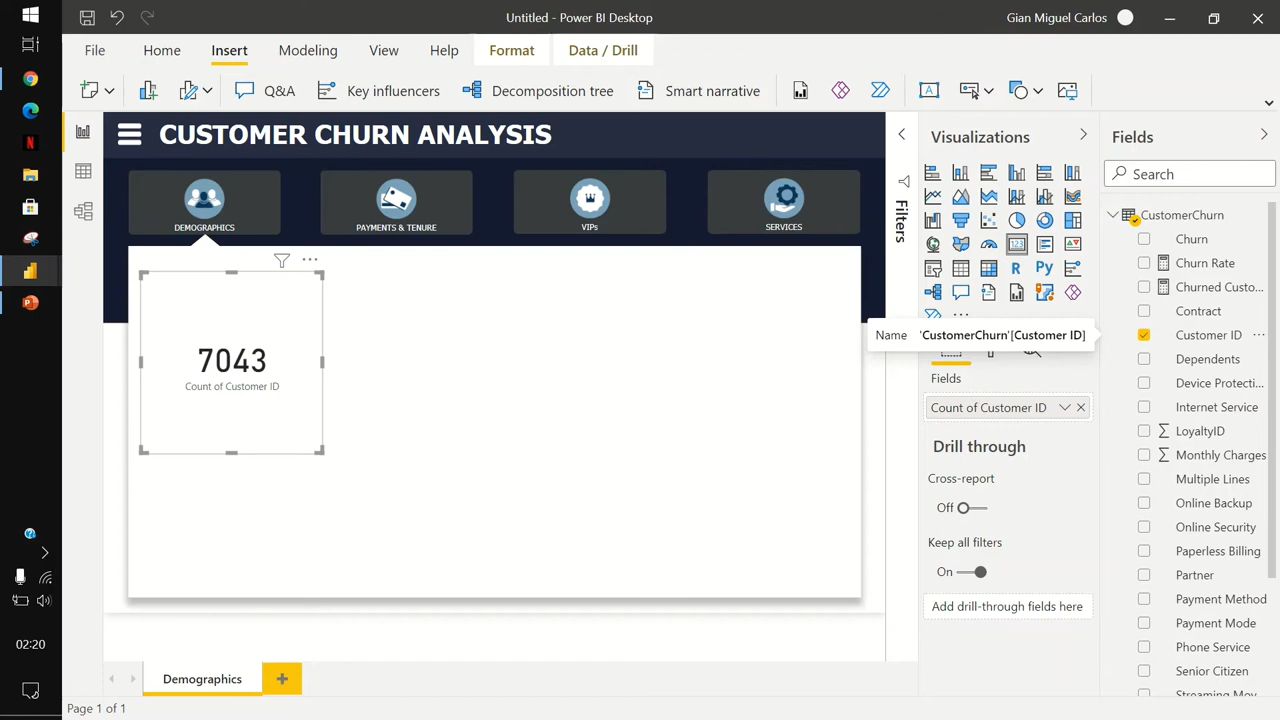 Untitled - Power BI Desktop
Gian Miguel Carlos
File Home Insert Modeling View Help Format Data / Drill
Q&A Key influencers Decomposition tree Smart narrative
CUSTOMER CHURN ANALYSIS
DEMOGRAPHICS PAYMENTS & TENURE VIPs SERVICES
7043
Count of Customer ID
Filters
Visualizations
R Py
Name 'CustomerChurn'[Customer ID]
Fields
Count of Customer ID
Drill through
Cross-report
Off
Keep all filters
On
Add drill-through fields here
Fields
Search
CustomerChurn
Churn
Churn Rate
Churned Custo...
Contract
Customer ID
Dependents
Device Protecti...
Internet Service
LoyaltyID
Monthly Charges
Multiple Lines
Online Backup
Online Security
Paperless Billing
Partner
Payment Method
Payment Mode
Phone Service
Senior Citizen
Streaming Mov
Demographics
Page 1 of 1
02:20